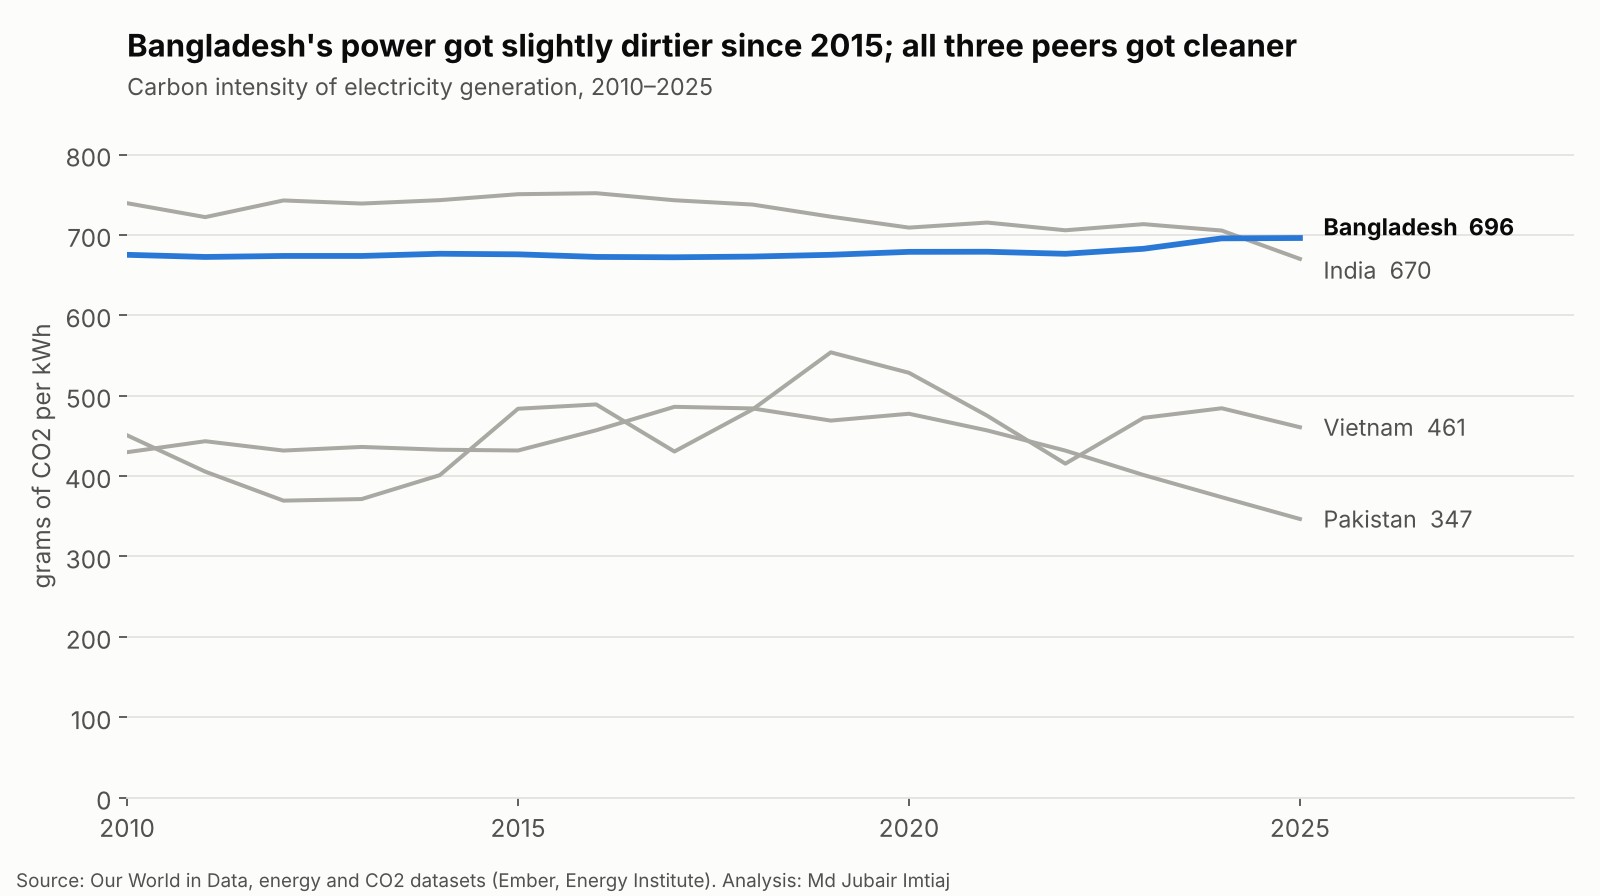 Bangladesh's power got slightly dirtier since 2015; all three peers got cleaner
Carbon intensity of electricity generation, 2010–2025
grams of CO2 per kWh
800
700
600
500
400
300
200
100
0
2010
2015
2020
2025
Bangladesh 696
India 670
Vietnam 461
Pakistan 347
Source: Our World in Data, energy and CO2 datasets (Ember, Energy Institute). Analysis: Md Jubair Imtiaj